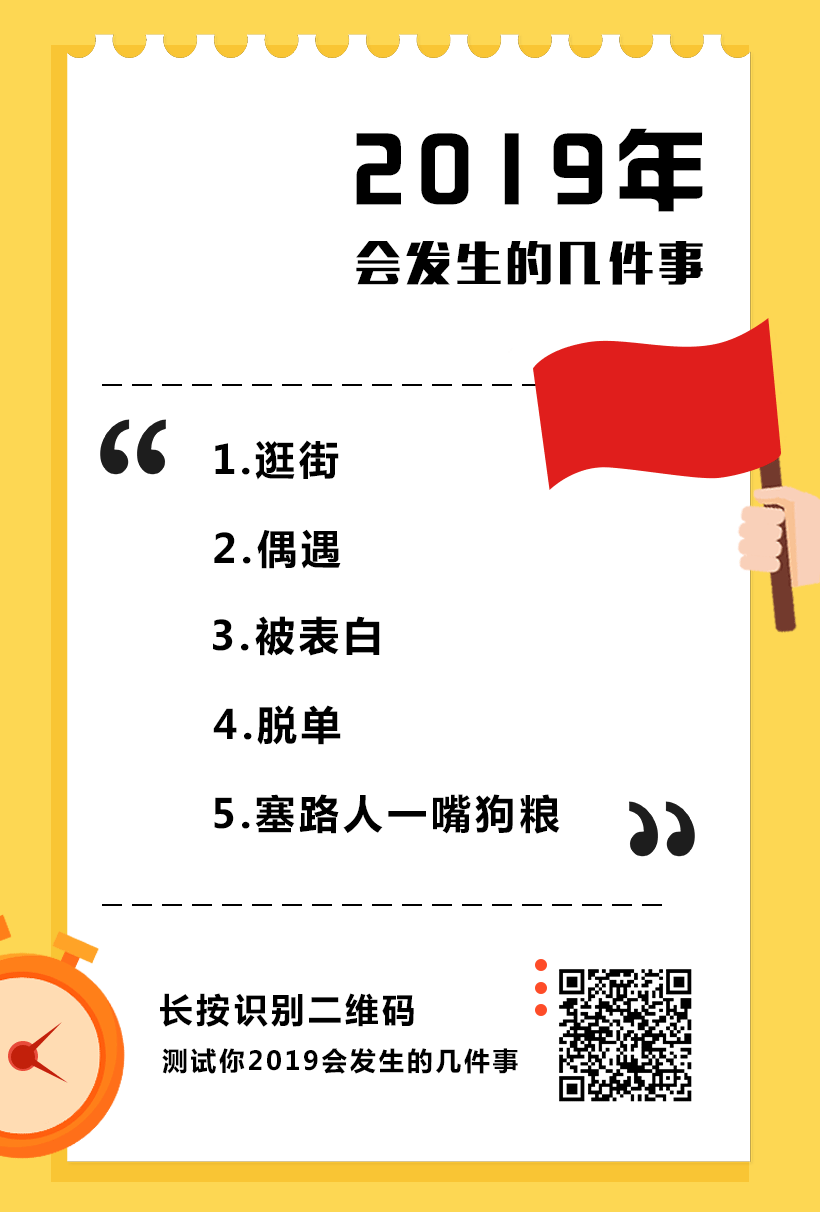 2019年
会发生的几件事
“
1.逛街
2.偶遇
3.被表白
4.脱单
5.塞路人一嘴狗粮
”
长按识别二维码
测试你2019会发生的几件事